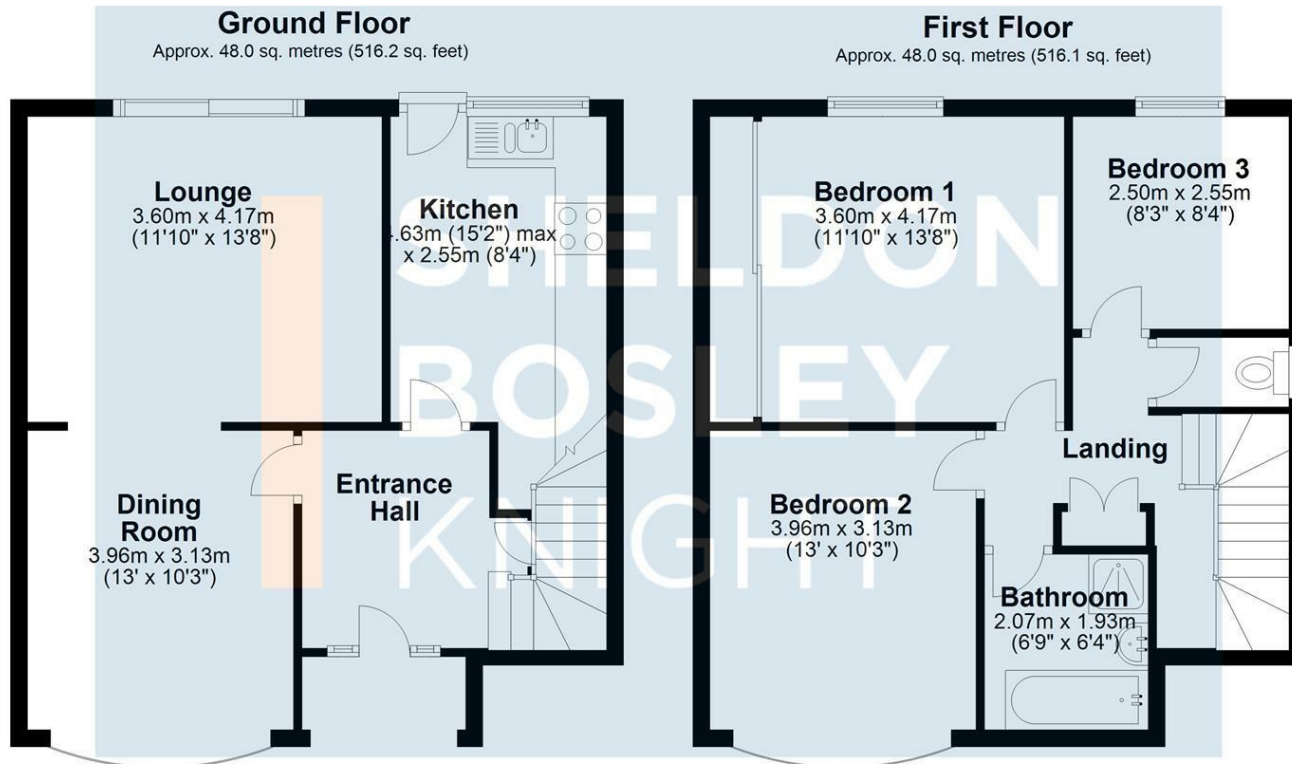 Ground Floor
Approx. 48.0 sq. metres (516.2 sq. feet)
Lounge
3.60m x 4.17m
(11'10" x 13'8")
Kitchen
.63m (15'2") max
x 2.55m (8'4")
Dining
Room
3.96m x 3.13m
(13' x 10'3")
Entrance
Hall
First Floor
Approx. 48.0 sq. metres (516.1 sq. feet)
Bedroom 1
3.60m x 4.17m
(11'10" x 13'8")
Bedroom 3
2.50m x 2.55m
(8'3" x 8'4")
Landing
Bedroom 2
3.96m x 3.13m
(13' x 10'3")
Bathroom
2.07m x 1.93m
(6'9" x 6'4")
SHELDON
BOSLEY
KNIGHT